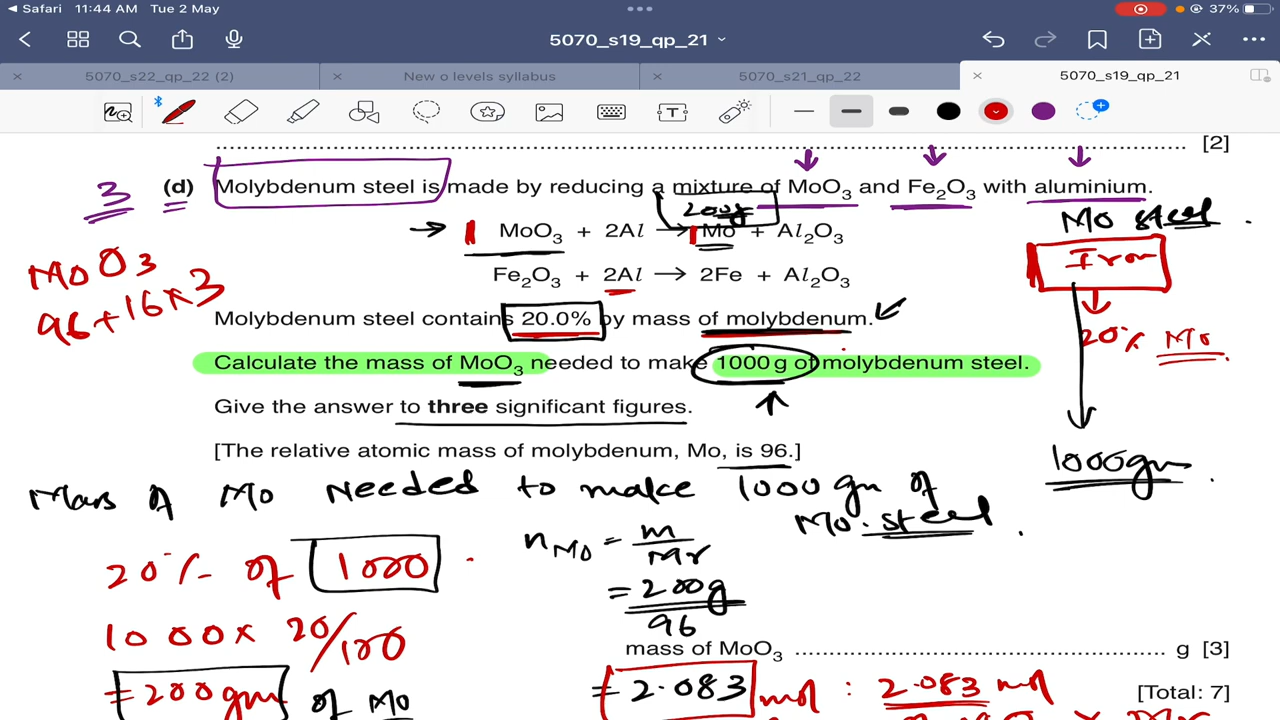 Safari 11:44 AM Tue 2 May 37%
5070_s19_qp_21
5070_s22_qp_22 (2) New o levels syllabus 5070_s21_qp_22 5070_s19_qp_21
[2]
3 (d) Molybdenum steel is made by reducing a mixture of MoO3 and Fe2O3 with aluminium.
200g
Mo steel
1 MoO3 + 2Al → 1 Mo + Al2O3
Iron
MoO3
Fe2O3 + 2Al → 2Fe + Al2O3
96+16×3
Molybdenum steel contains 20.0% by mass of molybdenum.
20% Mo
Calculate the mass of MoO3 needed to make 1000 g of molybdenum steel.
Give the answer to three significant figures.
[The relative atomic mass of molybdenum, Mo, is 96.]
1000gm
Mass of Mo needed to make 1000 gm of
Mo. steel
nMo = m/Mr
20% of 1000
= 200g/96
1000 × 20/100
mass of MoO3 ........ g [3]
= 200gm of Mo
= 2.083 mol : 2.083 mol
[Total: 7]